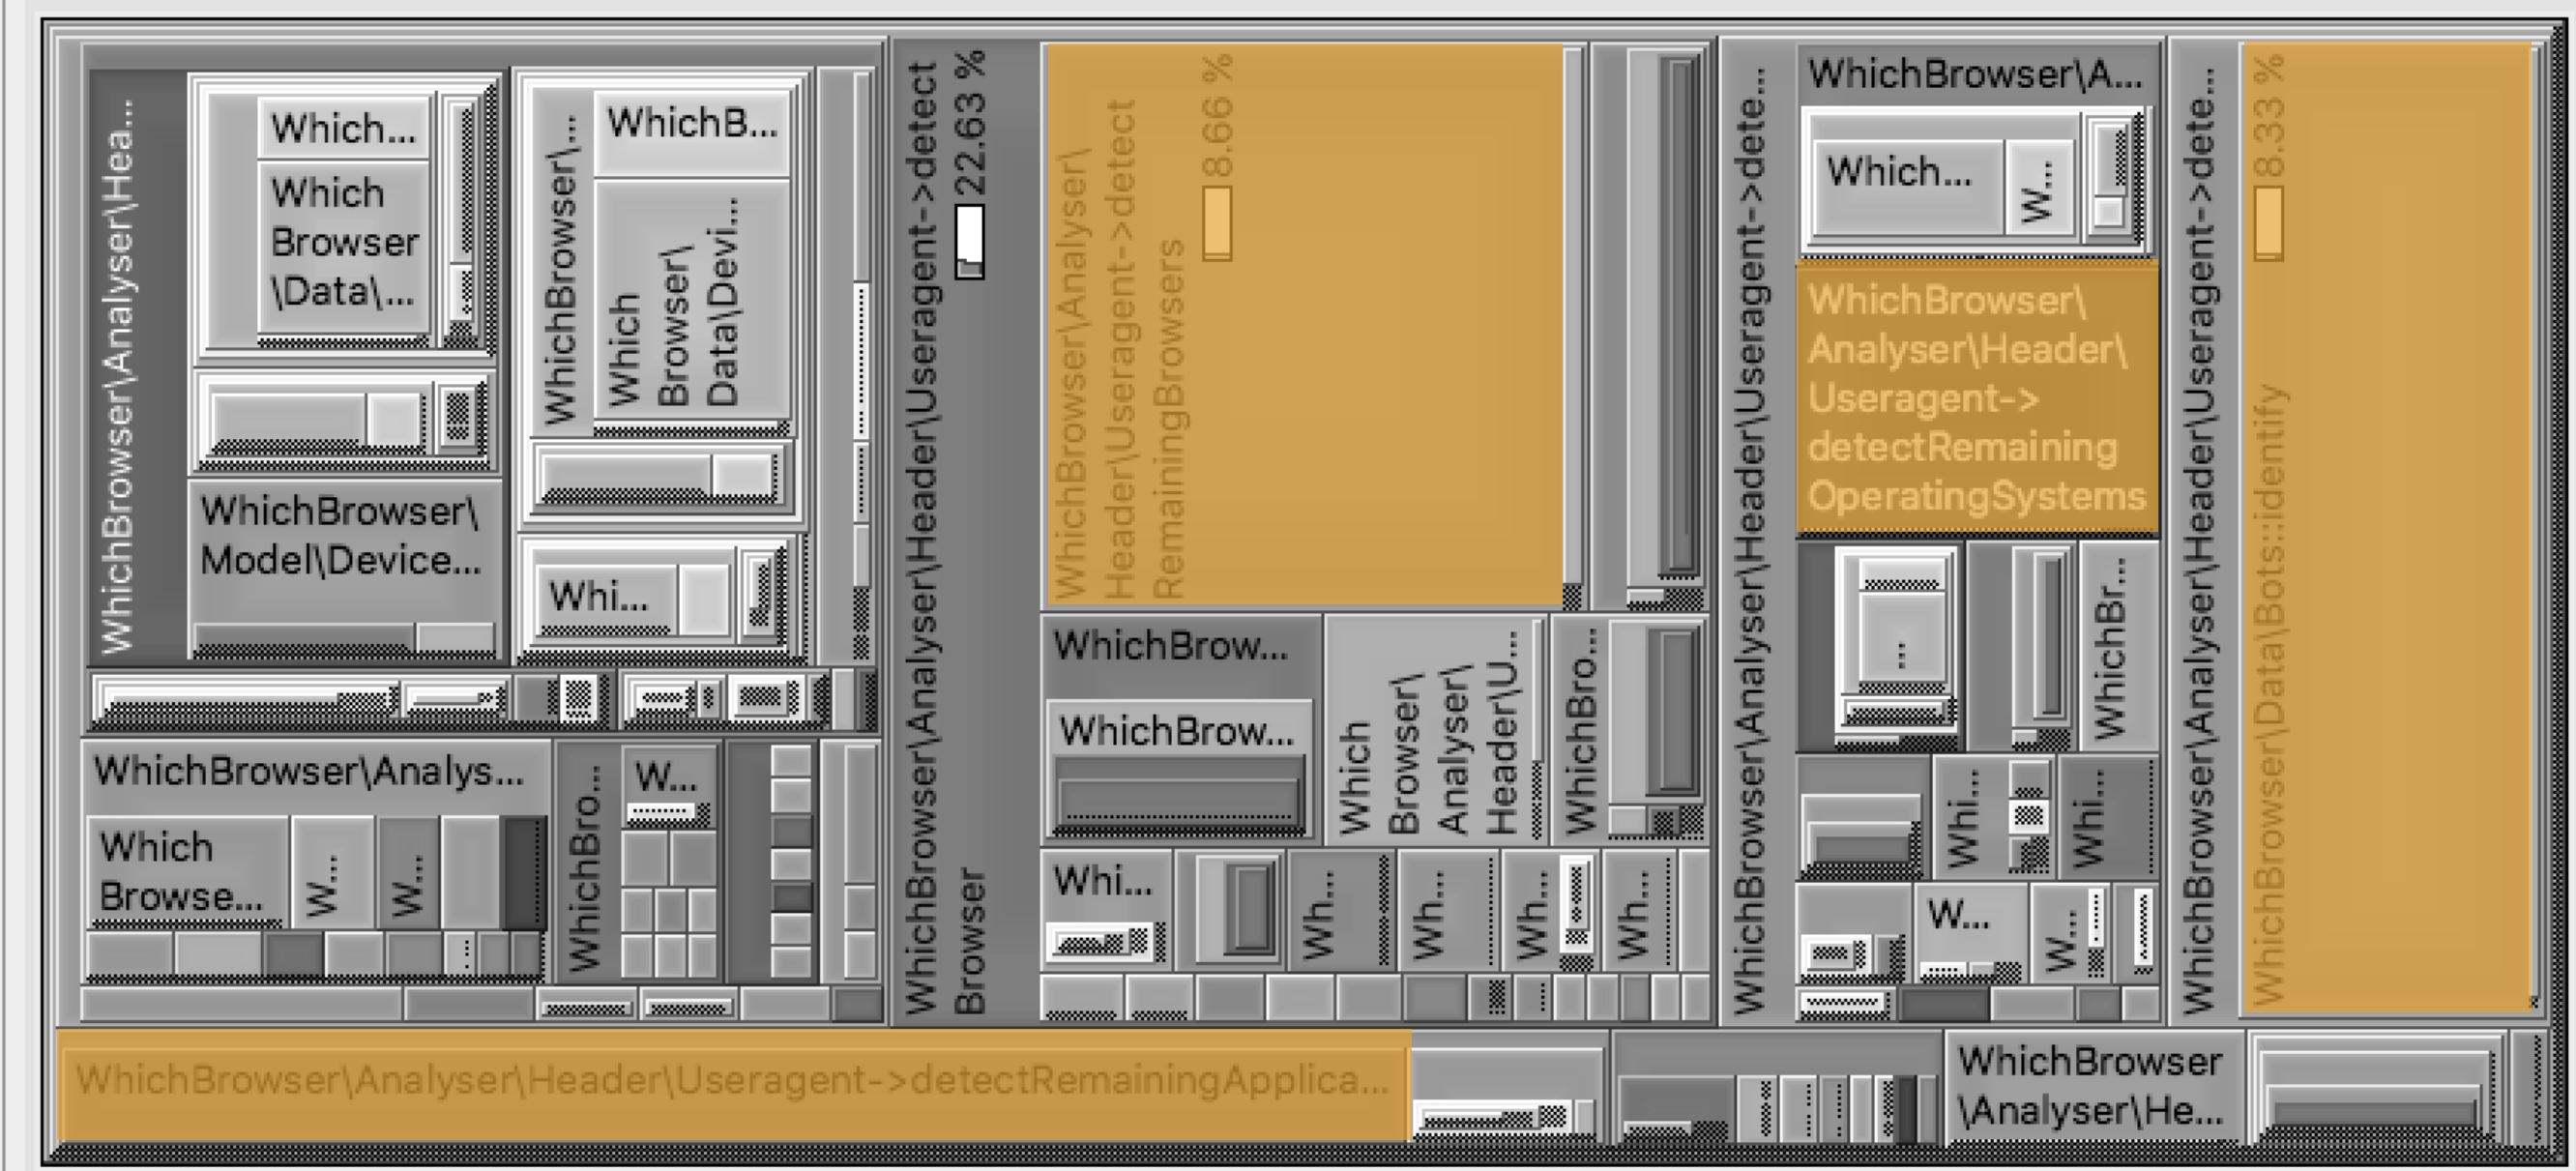 WhichBrowser\Analyser\Hea...
Which...
Which
Browser
\Data\...
WhichBrowser\
Model\Device...
WhichBrowser\...
WhichB...
Which
Browser\
Data\Devi...
Whi...
WhichBrowser\Analys...
Which
Browse...
W...
W...
WhichBro...
W...
WhichBrowser\Analyser\Header\Useragent->detect
Browser
22.63 %
WhichBrowser\Analyser\
Header\Useragent->detect
RemainingBrowsers
8.66 %
WhichBrow...
WhichBrow...
Which
Browser\
Analyser\
Header\U...
WhichBro...
Whi...
Wh...
Wh...
Wh...
Wh...
WhichBrowser\Analyser\Header\Useragent->dete...
WhichBrowser\A...
Which...
W...
WhichBrowser\
Analyser\Header\
Useragent->
detectRemaining
OperatingSystems
...
WhichBr...
Whi...
Whi...
W...
W...
WhichBrowser\Analyser\Header\Useragent->dete...
WhichBrowser\Data\Bots::identify
8.33 %
WhichBrowser\Analyser\Header\Useragent->detectRemainingApplica...
WhichBrowser
\Analyser\He...